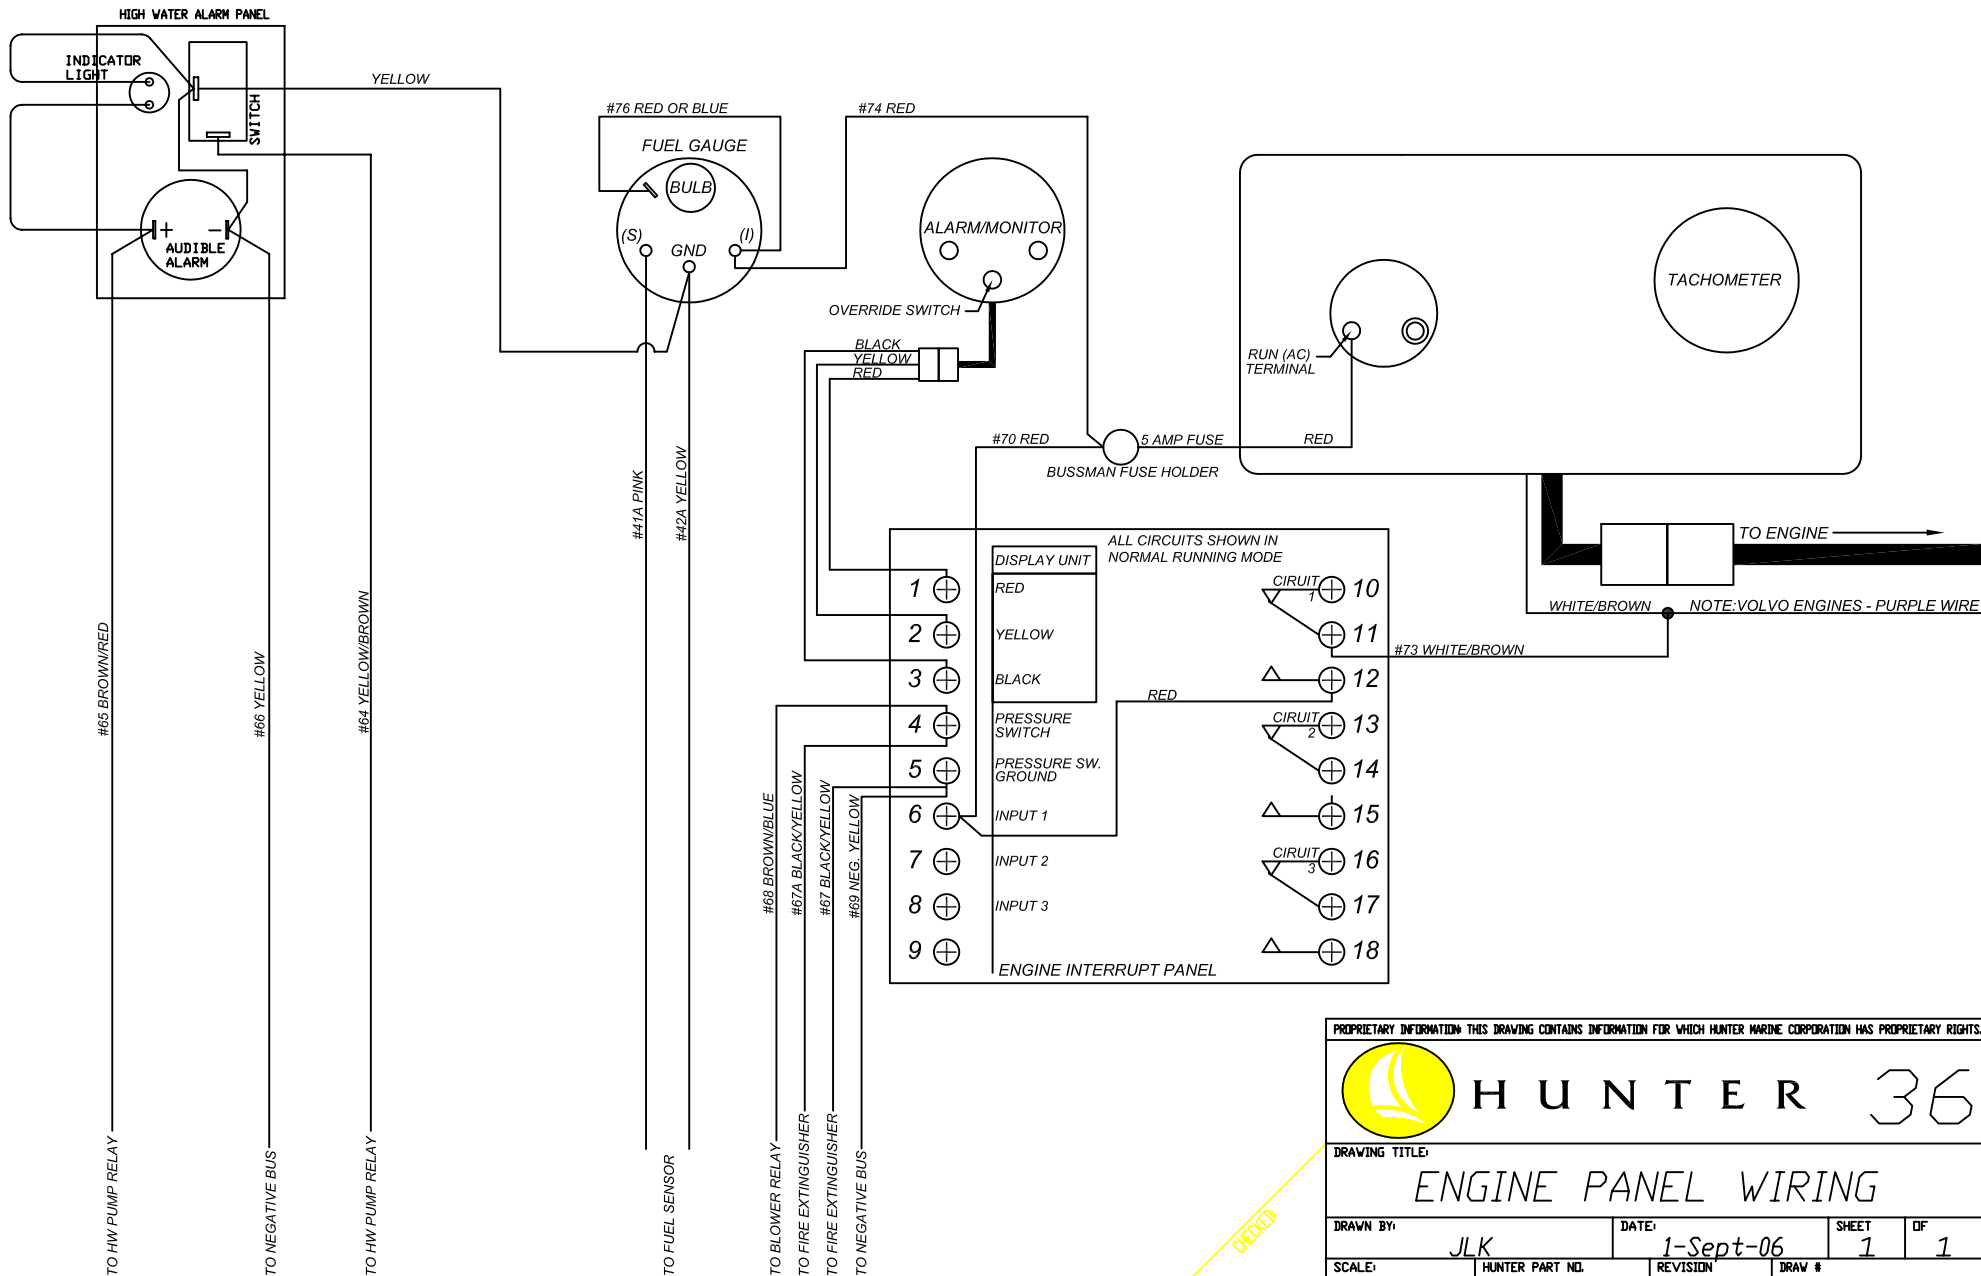 HIGH WATER ALARM PANEL
INDICATOR
LIGHT
SWITCH
YELLOW
AUDIBLE
ALARM
+
−
#76 RED OR BLUE
FUEL GAUGE
BULB
(S)
GND
(I)
#74 RED
ALARM/MONITOR
OVERRIDE SWITCH
BLACK
YELLOW
RED
#70 RED
5 AMP FUSE
RED
BUSSMAN FUSE HOLDER
RUN (AC)
TERMINAL
TACHOMETER
TO ENGINE
WHITE/BROWN
NOTE:VOLVO ENGINES - PURPLE WIRE
#73 WHITE/BROWN
#41A PINK
#42A YELLOW
#65 BROWN/RED
#66 YELLOW
#64 YELLOW/BROWN
ALL CIRCUITS SHOWN IN
NORMAL RUNNING MODE
DISPLAY UNIT
1 RED
2 YELLOW
3 BLACK
4 PRESSURE
SWITCH
5 PRESSURE SW.
GROUND
6 INPUT 1
7 INPUT 2
8 INPUT 3
9
RED
CIRUIT
1
10
11
12
CIRUIT
2
13
14
15
CIRUIT
3
16
17
18
ENGINE INTERRUPT PANEL
#68 BROWN/BLUE
#67A BLACK/YELLOW
#67 BLACK/YELLOW
#69 NEG. YELLOW
TO HW PUMP RELAY
TO NEGATIVE BUS
TO HW PUMP RELAY
TO FUEL SENSOR
TO BLOWER RELAY
TO FIRE EXTINGUISHER
TO FIRE EXTINGUISHER
TO NEGATIVE BUS
CHECKED:
PROPRIETARY INFORMATION: THIS DRAWING CONTAINS INFORMATION FOR WHICH HUNTER MARINE CORPORATION HAS PROPRIETARY RIGHTS.
HUNTER 36
DRAWING TITLE:
ENGINE PANEL WIRING
DRAWN BY:
JLK
DATE:
1-Sept-06
SHEET
1
OF
1
SCALE:
HUNTER PART NO.
REVISION
DRAW #